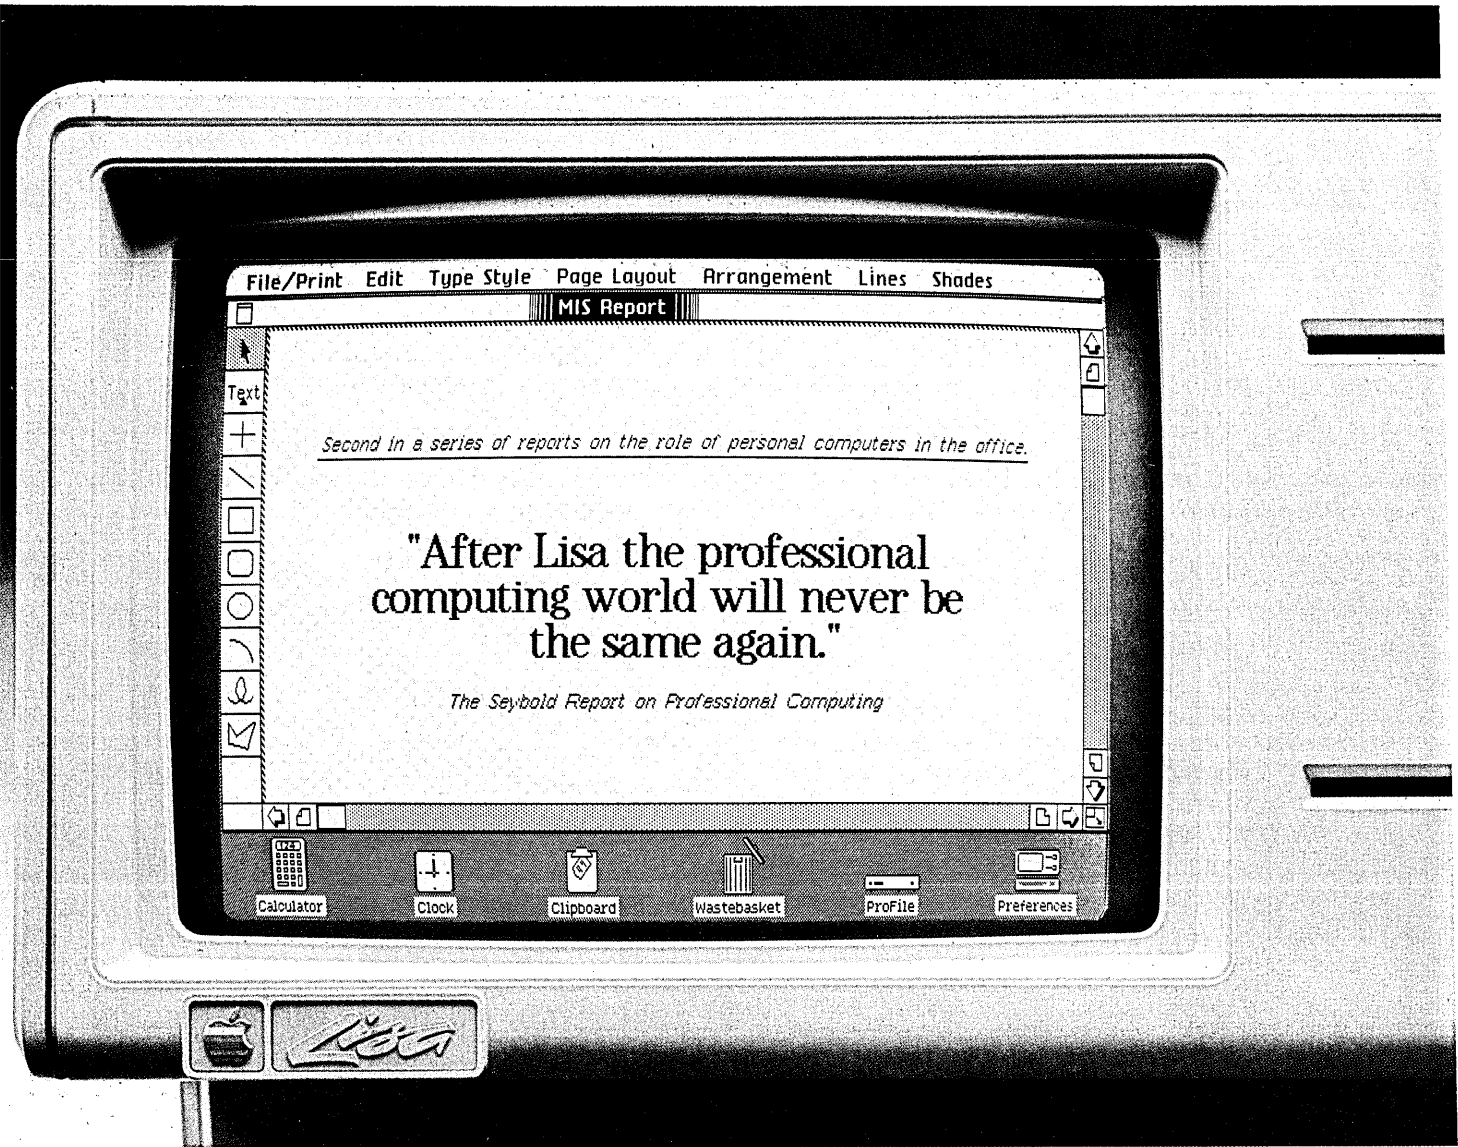 File/Print Edit Type Style Page Layout Arrangement Lines Shades
MIS Report
Text
Second in a series of reports on the role of personal computers in the office.
"After Lisa the professional
computing world will never be
the same again."
The Seybold Report on Professional Computing
Calculator Clock Clipboard Wastebasket ProFile Preferences
Lisa